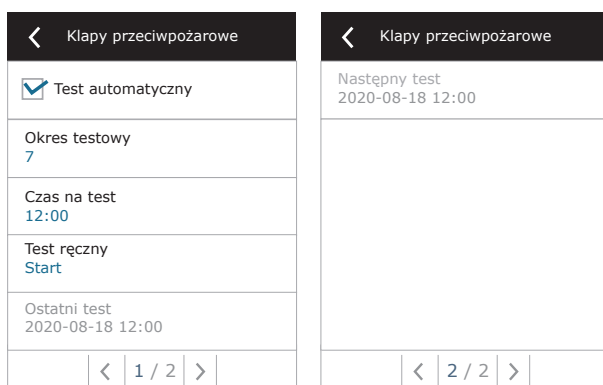 Klapy przeciwpożarowe
Test automatyczny
Okres testowy
7
Czas na test
12:00
Test ręczny
Start
Ostatni test
2020-08-18 12:00
1 / 2
Klapy przeciwpożarowe
Następny test
2020-08-18 12:00
2 / 2